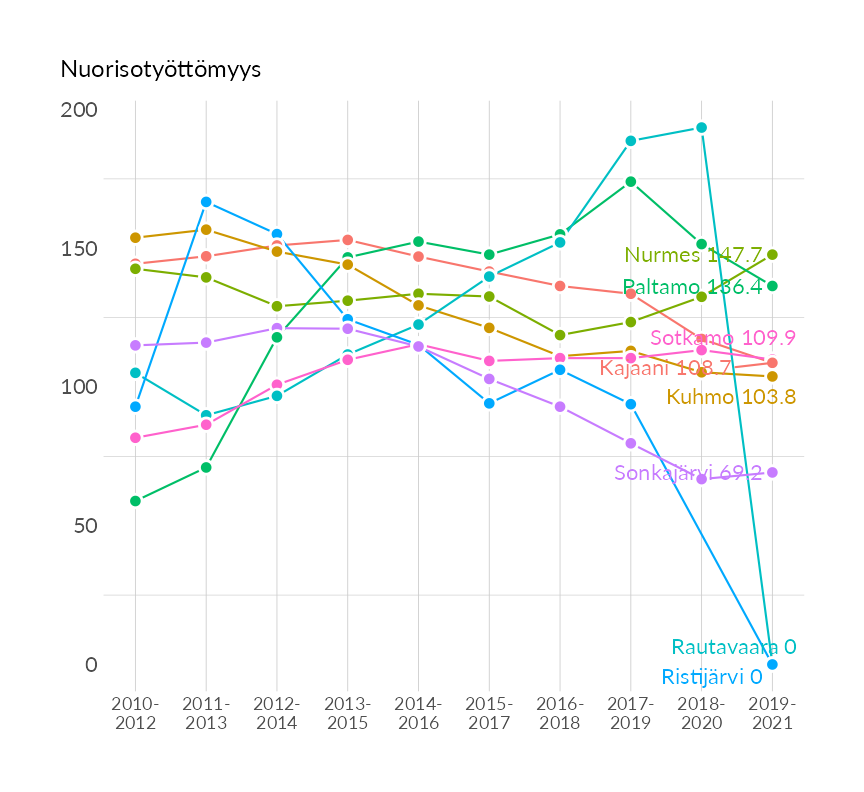 Nuorisotyöttömyys
200
150
100
50
0
Nurmes 147.7
Paltamo 136.4
Sotkamo 109.9
Kajaani 108.7
Kuhmo 103.8
Sonkajärvi 69.2
Rautavaara 0
Ristijärvi 0
2010- 2011- 2012- 2013- 2014- 2015- 2016- 2017- 2018- 2019-
2012 2013 2014 2015 2016 2017 2018 2019 2020 2021